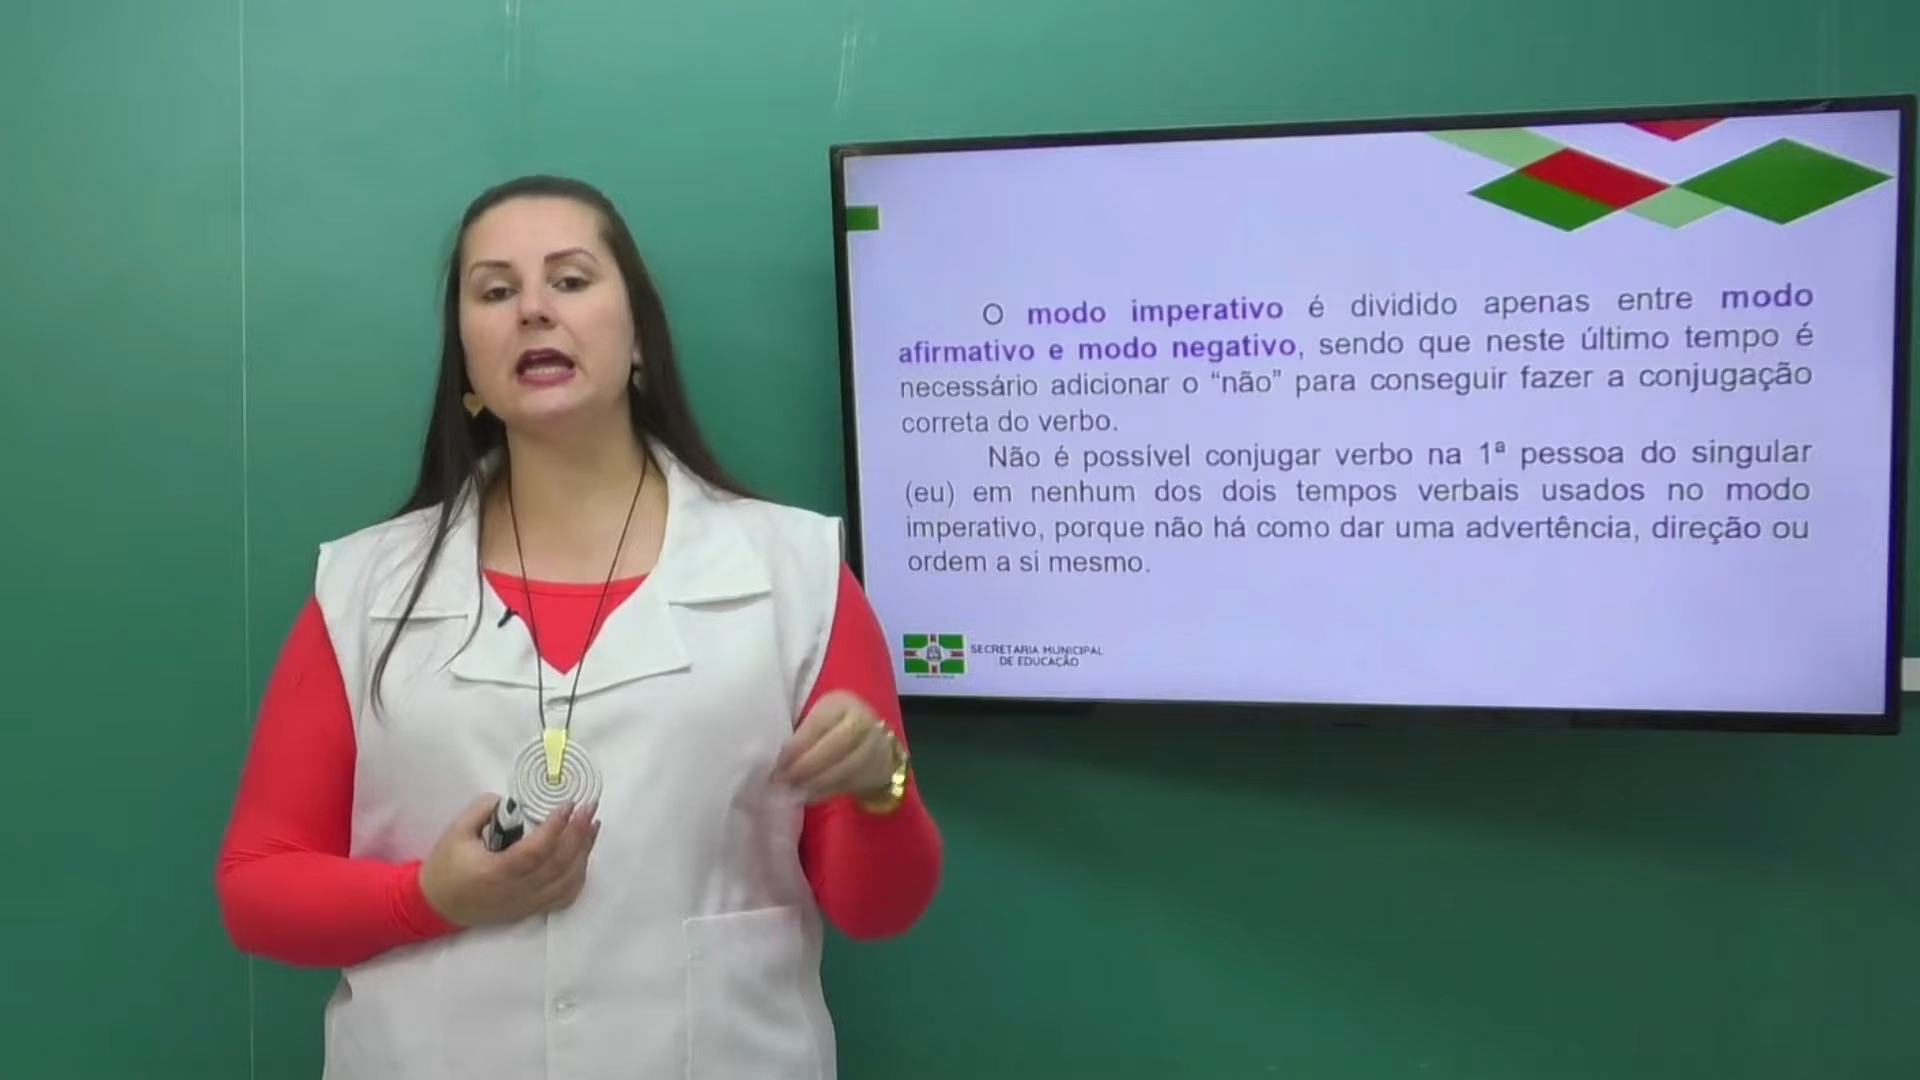 O modo imperativo é dividido apenas entre modo
afirmativo e modo negativo, sendo que neste último tempo é
necessário adicionar o “não” para conseguir fazer a conjugação
correta do verbo.
Não é possível conjugar verbo na 1ª pessoa do singular
(eu) em nenhum dos dois tempos verbais usados no modo
imperativo, porque não há como dar uma advertência, direção ou
ordem a si mesmo.
SECRETARIA MUNICIPAL
DE EDUCAÇÃO